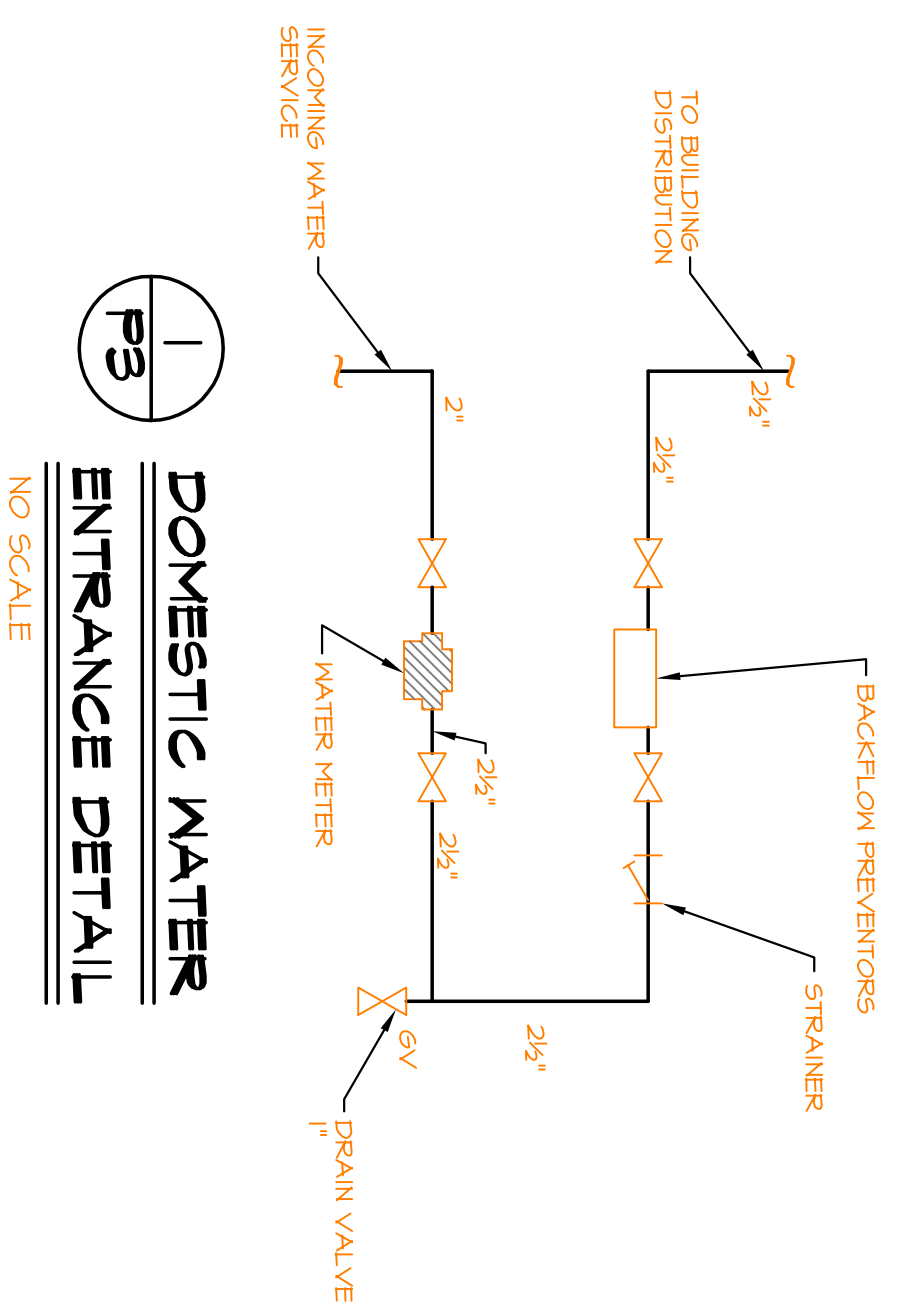 BACKFLOW PREVENTORS
STRAINER
2½"
TO BUILDING
DISTRIBUTION
2½"
2½"
2½"
2"
2½"
GV
DRAIN VALVE
1"
INCOMING WATER
SERVICE
WATER METER
1
P3
DOMESTIC WATER
ENTRANCE DETAIL
NO SCALE